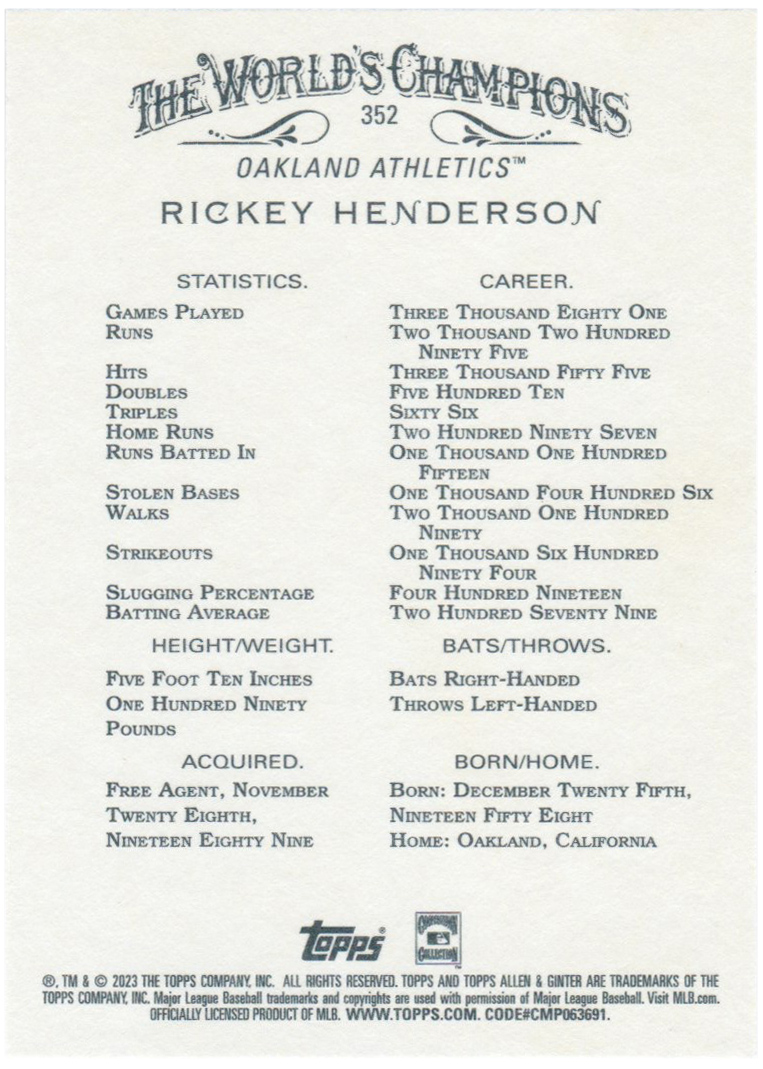 THE WORLD'S CHAMPIONS
352
OAKLAND ATHLETICS™
RICKEY HENDERSON
STATISTICS. CAREER.
GAMES PLAYED THREE THOUSAND EIGHTY ONE
RUNS TWO THOUSAND TWO HUNDRED
NINETY FIVE
HITS THREE THOUSAND FIFTY FIVE
DOUBLES FIVE HUNDRED TEN
TRIPLES SIXTY SIX
HOME RUNS TWO HUNDRED NINETY SEVEN
RUNS BATTED IN ONE THOUSAND ONE HUNDRED
FIFTEEN
STOLEN BASES ONE THOUSAND FOUR HUNDRED SIX
WALKS TWO THOUSAND ONE HUNDRED
NINETY
STRIKEOUTS ONE THOUSAND SIX HUNDRED
NINETY FOUR
SLUGGING PERCENTAGE FOUR HUNDRED NINETEEN
BATTING AVERAGE TWO HUNDRED SEVENTY NINE
HEIGHT/WEIGHT. BATS/THROWS.
FIVE FOOT TEN INCHES BATS RIGHT-HANDED
ONE HUNDRED NINETY THROWS LEFT-HANDED
POUNDS
ACQUIRED. BORN/HOME.
FREE AGENT, NOVEMBER BORN: DECEMBER TWENTY FIFTH,
TWENTY EIGHTH, NINETEEN FIFTY EIGHT
NINETEEN EIGHTY NINE HOME: OAKLAND, CALIFORNIA
topps COOPERSTOWN COLLECTION™
®, TM & © 2023 THE TOPPS COMPANY, INC. ALL RIGHTS RESERVED. TOPPS AND TOPPS ALLEN & GINTER ARE TRADEMARKS OF THE
TOPPS COMPANY, INC. Major League Baseball trademarks and copyrights are used with permission of Major League Baseball. Visit MLB.com.
OFFICIALLY LICENSED PRODUCT OF MLB. WWW.TOPPS.COM. CODE#CMP063691.